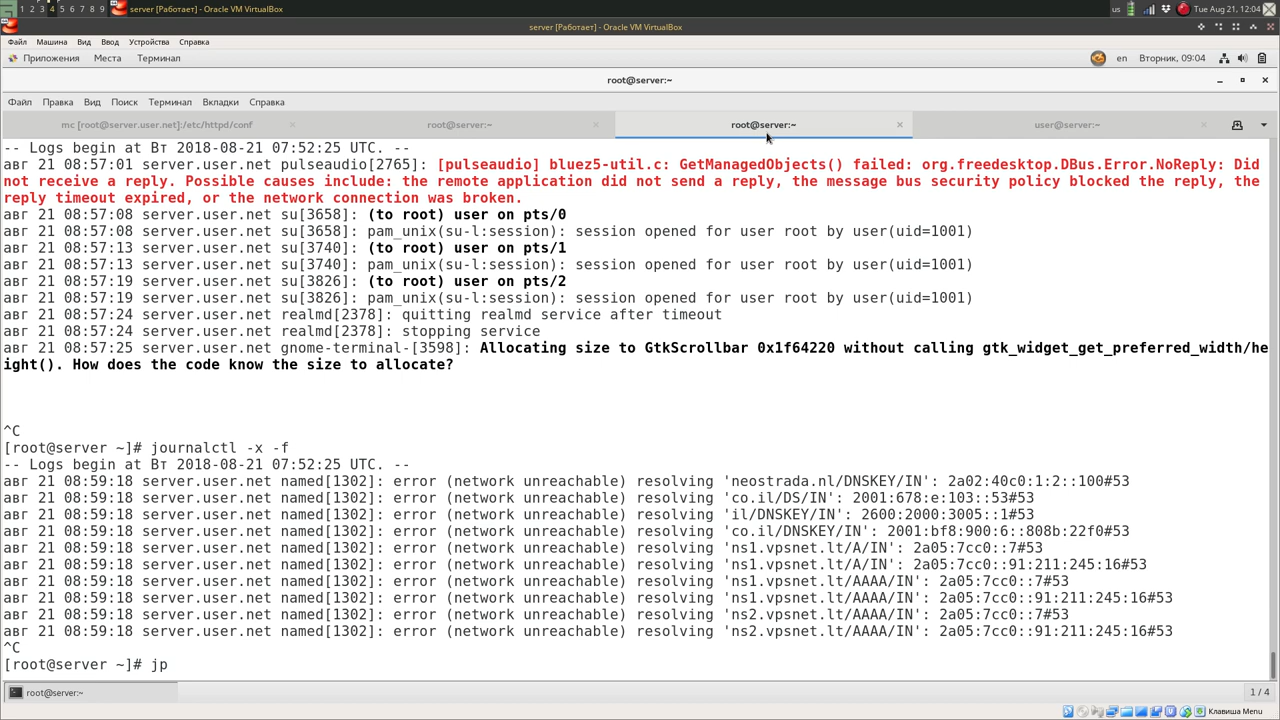 1 2 3 4 5 6 7 8 9 server [Работает] - Oracle VM VirtualBox us Tue Aug 21, 12:04
server [Работает] - Oracle VM VirtualBox
Файл Машина Вид Ввод Устройства Справка
Приложения Места Терминал en Вторник, 09:04
root@server:~
Файл Правка Вид Поиск Терминал Вкладки Справка
mc [root@server.user.net]:/etc/httpd/conf × root@server:~ × root@server:~ × user@server:~ ×
-- Logs begin at Вт 2018-08-21 07:52:25 UTC. --
авг 21 08:57:01 server.user.net pulseaudio[2765]: [pulseaudio] bluez5-util.c: GetManagedObjects() failed: org.freedesktop.DBus.Error.NoReply: Did
not receive a reply. Possible causes include: the remote application did not send a reply, the message bus security policy blocked the reply, the
reply timeout expired, or the network connection was broken.
авг 21 08:57:08 server.user.net su[3658]: (to root) user on pts/0
авг 21 08:57:08 server.user.net su[3658]: pam_unix(su-l:session): session opened for user root by user(uid=1001)
авг 21 08:57:13 server.user.net su[3740]: (to root) user on pts/1
авг 21 08:57:13 server.user.net su[3740]: pam_unix(su-l:session): session opened for user root by user(uid=1001)
авг 21 08:57:19 server.user.net su[3826]: (to root) user on pts/2
авг 21 08:57:19 server.user.net su[3826]: pam_unix(su-l:session): session opened for user root by user(uid=1001)
авг 21 08:57:24 server.user.net realmd[2378]: quitting realmd service after timeout
авг 21 08:57:24 server.user.net realmd[2378]: stopping service
авг 21 08:57:25 server.user.net gnome-terminal-[3598]: Allocating size to GtkScrollbar 0x1f64220 without calling gtk_widget_get_preferred_width/he
ight(). How does the code know the size to allocate?
^C
[root@server ~]# journalctl -x -f
-- Logs begin at Вт 2018-08-21 07:52:25 UTC. --
авг 21 08:59:18 server.user.net named[1302]: error (network unreachable) resolving 'neostrada.nl/DNSKEY/IN': 2a02:40c0:1:2::100#53
авг 21 08:59:18 server.user.net named[1302]: error (network unreachable) resolving 'co.il/DS/IN': 2001:678:e:103::53#53
авг 21 08:59:18 server.user.net named[1302]: error (network unreachable) resolving 'il/DNSKEY/IN': 2600:2000:3005::1#53
авг 21 08:59:18 server.user.net named[1302]: error (network unreachable) resolving 'co.il/DNSKEY/IN': 2001:bf8:900:6::808b:22f0#53
авг 21 08:59:18 server.user.net named[1302]: error (network unreachable) resolving 'ns1.vpsnet.lt/A/IN': 2a05:7cc0::7#53
авг 21 08:59:18 server.user.net named[1302]: error (network unreachable) resolving 'ns1.vpsnet.lt/A/IN': 2a05:7cc0::91:211:245:16#53
авг 21 08:59:18 server.user.net named[1302]: error (network unreachable) resolving 'ns1.vpsnet.lt/AAAA/IN': 2a05:7cc0::7#53
авг 21 08:59:18 server.user.net named[1302]: error (network unreachable) resolving 'ns1.vpsnet.lt/AAAA/IN': 2a05:7cc0::91:211:245:16#53
авг 21 08:59:18 server.user.net named[1302]: error (network unreachable) resolving 'ns2.vpsnet.lt/AAAA/IN': 2a05:7cc0::7#53
авг 21 08:59:18 server.user.net named[1302]: error (network unreachable) resolving 'ns2.vpsnet.lt/AAAA/IN': 2a05:7cc0::91:211:245:16#53
^C
[root@server ~]# jp
root@server:~ 1 / 4
Клавиша Menu